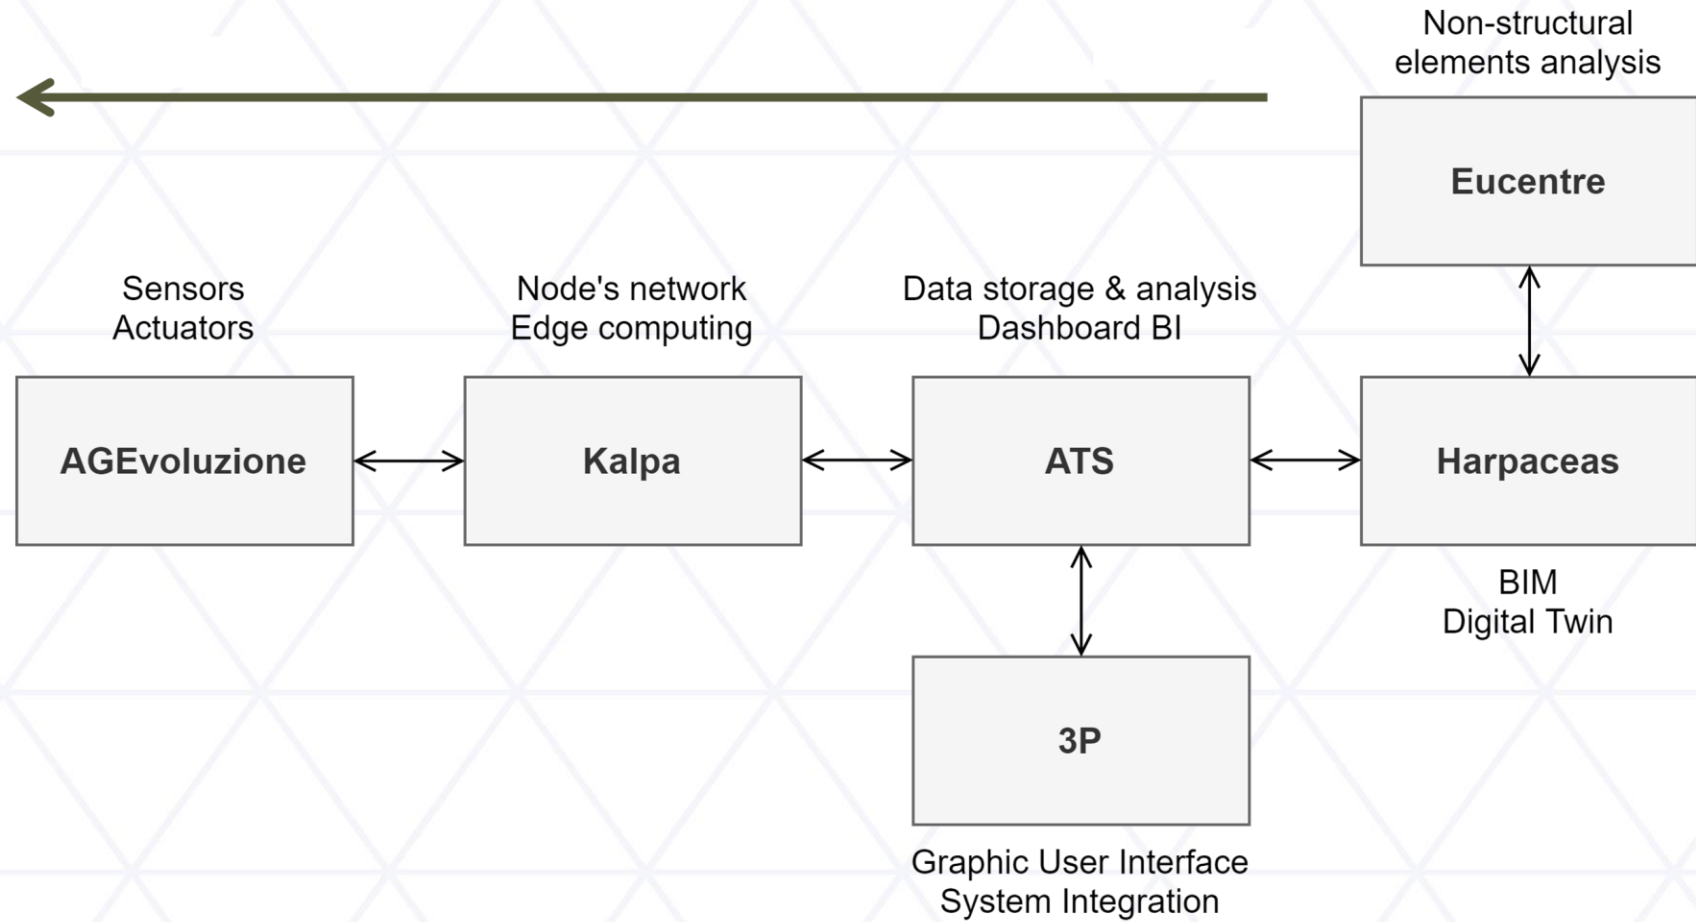 Non-structural
elements analysis
Eucentre
Sensors
Actuators
Node's network
Edge computing
Data storage & analysis
Dashboard BI
AGEvoluzione
Kalpa
ATS
Harpaceas
BIM
Digital Twin
3P
Graphic User Interface
System Integration